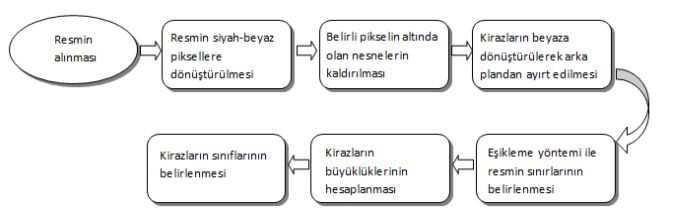 Resmin
alınması
Resmin siyah-beyaz
piksellere
dönüştürülmesi
Belirli pikselin altında
olan nesnelerin
kaldırılması
Kirazların beyaza
dönüştürülerek arka
plandan ayırt edilmesi
Eşikleme yöntemi ile
resmin sınırlarının
belirlenmesi
Kirazların
büyüklüklerinin
hesaplanması
Kirazların sınıflarının
belirlenmesi